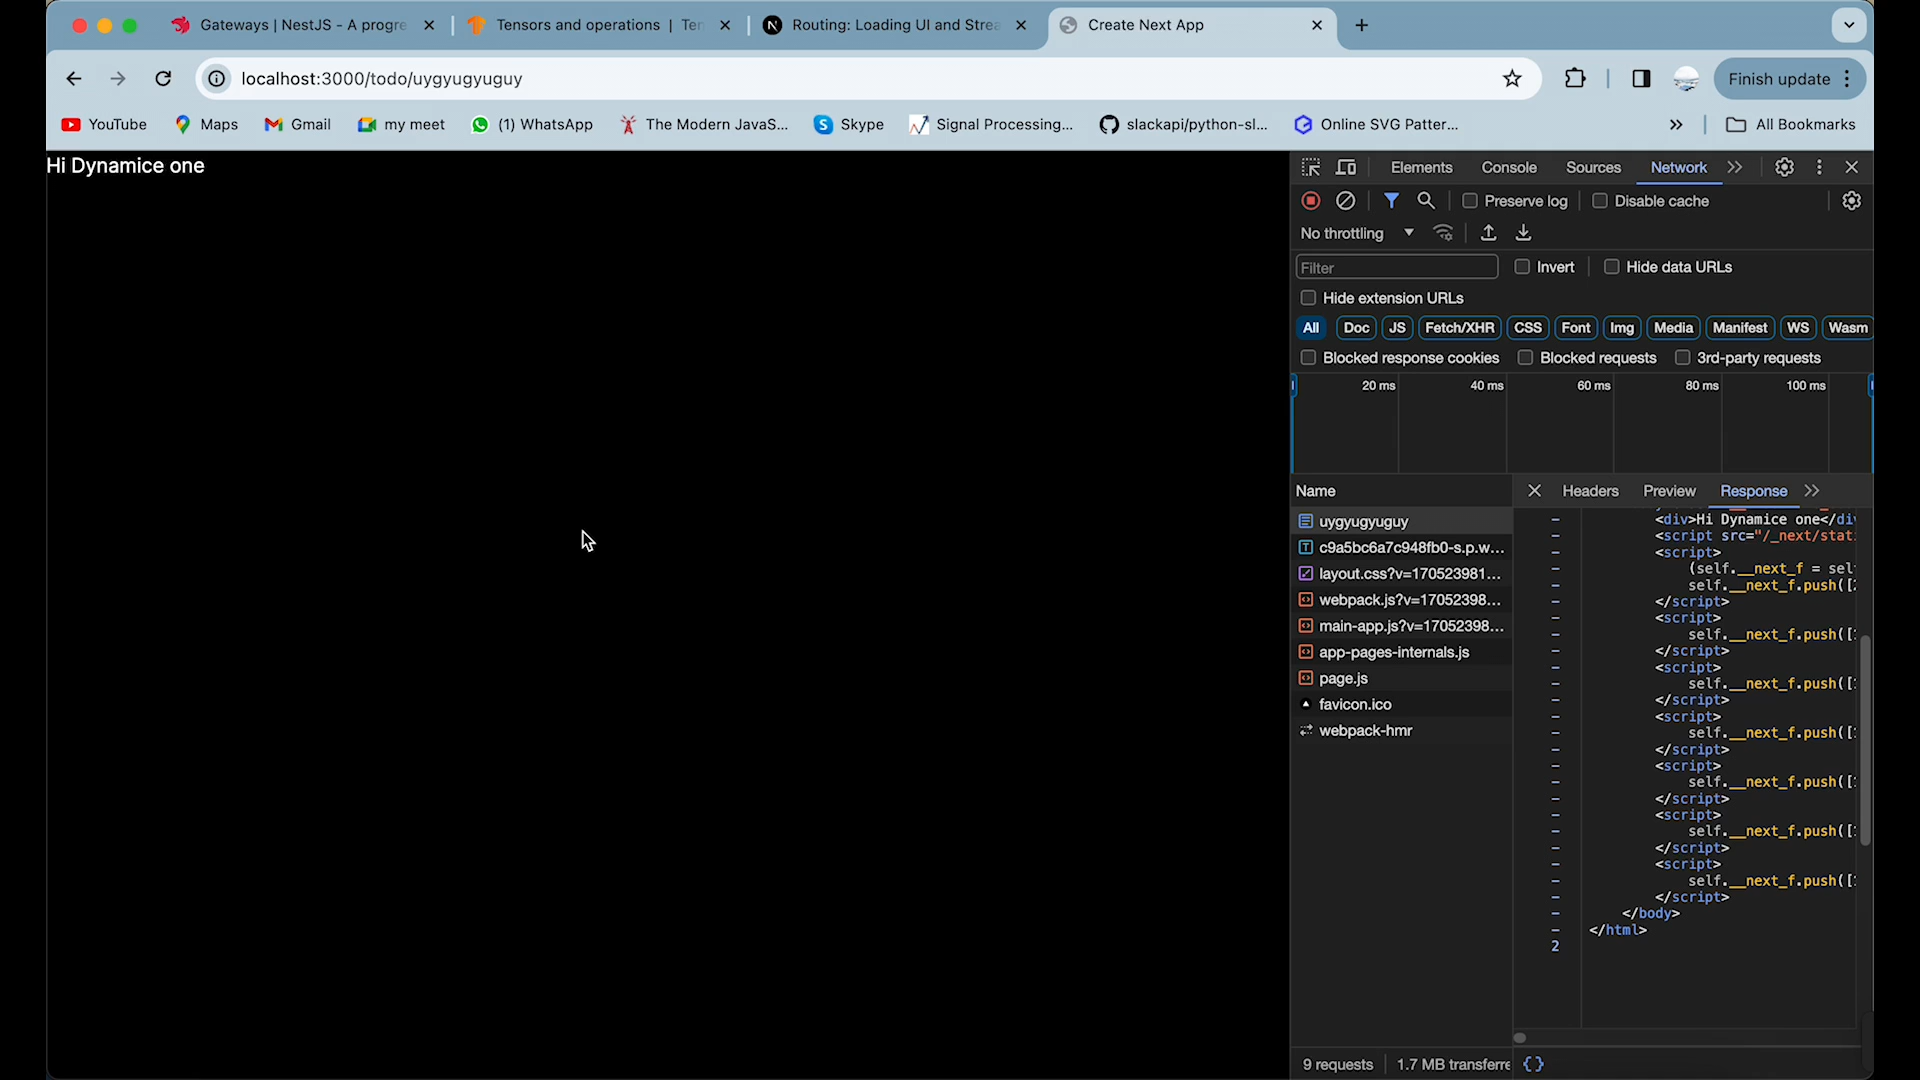 Gateways | NestJS - A progre
Tensors and operations | Ten
Routing: Loading UI and Strea
Create Next App
localhost:3000/todo/uygyugyuguy
Finish update
YouTube
Maps
Gmail
my meet
(1) WhatsApp
The Modern JavaS...
Skype
Signal Processing...
slackapi/python-sl...
Online SVG Patter...
All Bookmarks
Hi Dynamice one
Elements Console Sources Network
Preserve log
Disable cache
No throttling
Filter
Invert
Hide data URLs
Hide extension URLs
All Doc JS Fetch/XHR CSS Font Img Media Manifest WS Wasm
Blocked response cookies
Blocked requests
3rd-party requests
20 ms 40 ms 60 ms 80 ms 100 ms
Name
Headers Preview Response
uygyugyuguy
c9a5bc6a7c948fb0-s.p.w...
layout.css?v=170523981...
webpack.js?v=17052398...
main-app.js?v=17052398...
app-pages-internals.js
page.js
favicon.ico
webpack-hmr
<div>Hi Dynamice one</di
<script src="/_next/stat
<script>
(self.__next_f = sel
self.__next_f.push([
</script>
<script>
self.__next_f.push([
</script>
<script>
self.__next_f.push([
</script>
<script>
self.__next_f.push([
</script>
<script>
self.__next_f.push([
</script>
<script>
self.__next_f.push([
</script>
<script>
self.__next_f.push([
</script>
</body>
</html>
2
9 requests
1.7 MB transferre
{ }